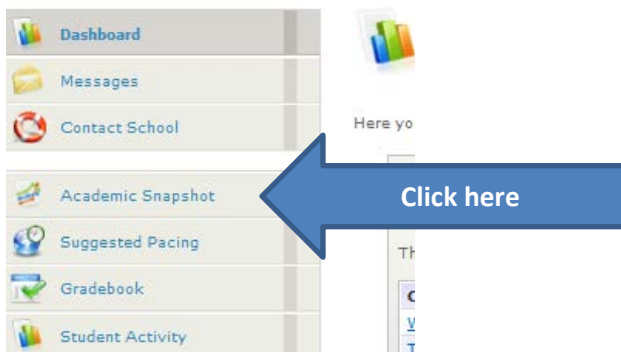 Dashboard
Messages
Contact School
Here yo
Academic Snapshot
Click here
Suggested Pacing
Th
Gradebook
Student Activity